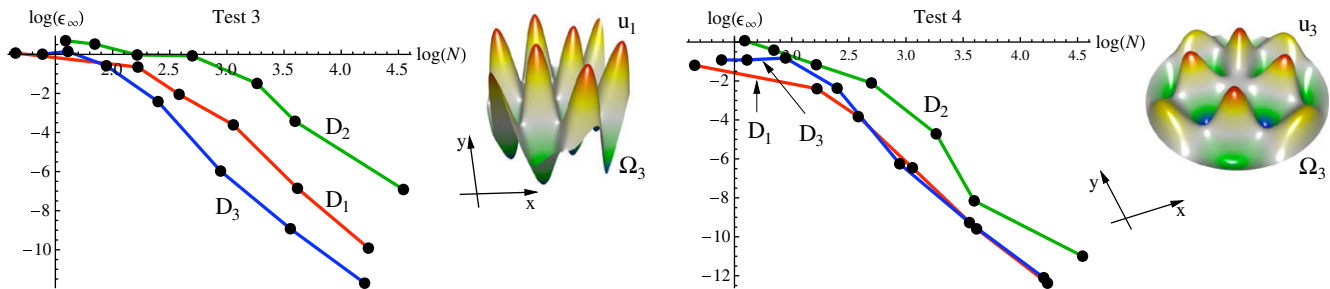 Test 3
log(ϵ∞)
log(N)
2.0 2.5 3.0 3.5 4.0 4.5
−2
−4
−6
−8
−10
D2
D1
D3
u1
Ω3
y
x
Test 4
log(ϵ∞)
log(N)
2.0 2.5 3.0 3.5 4.0 4.5
−2
−4
−6
−8
−10
−12
D1
D3
D2
u3
Ω3
y
x